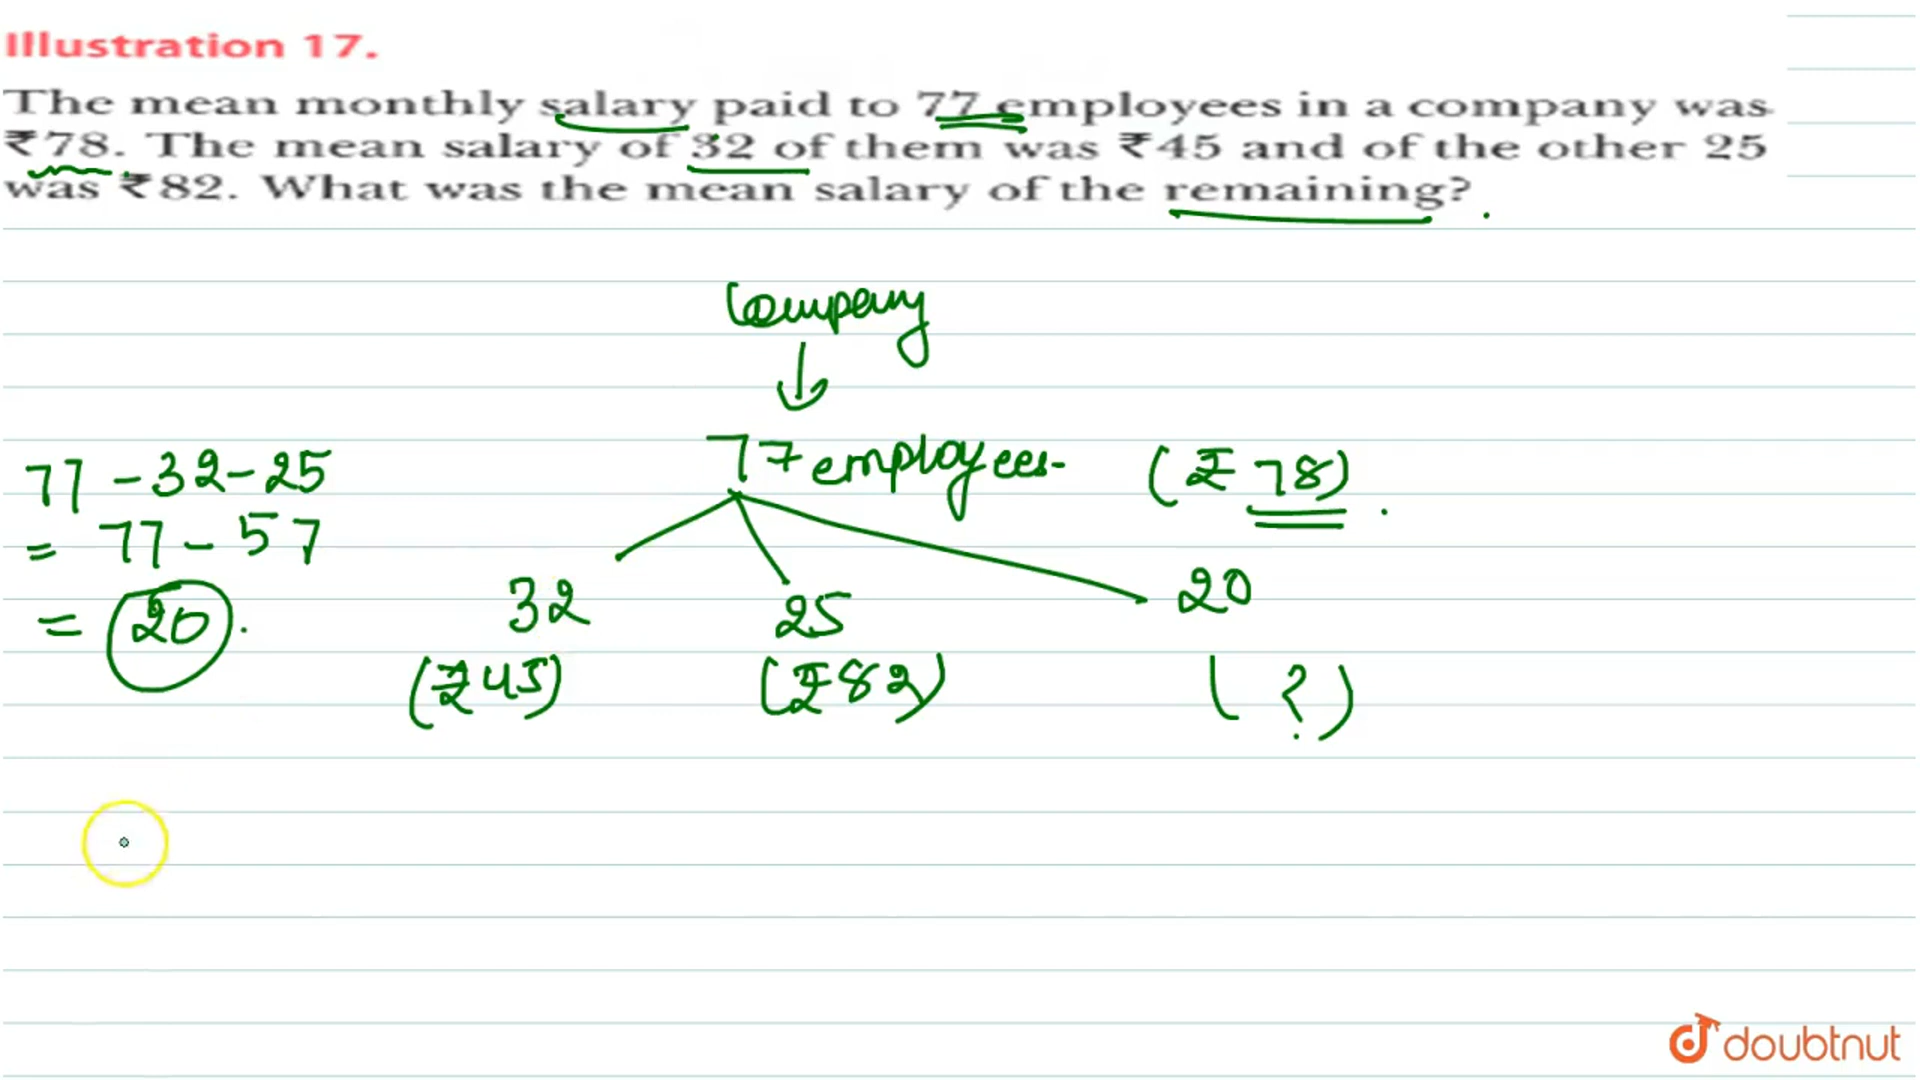 Illustration 17.
The mean monthly salary paid to 77 employees in a company was
₹78. The mean salary of 32 of them was ₹45 and of the other 25
was ₹82. What was the mean salary of the remaining?
Company
77 employees. (₹ 78).
77 - 32 - 25
= 77 - 57
= 20.
32 25 20
(₹ 45) (₹ 82) ( ? )
doubtnut